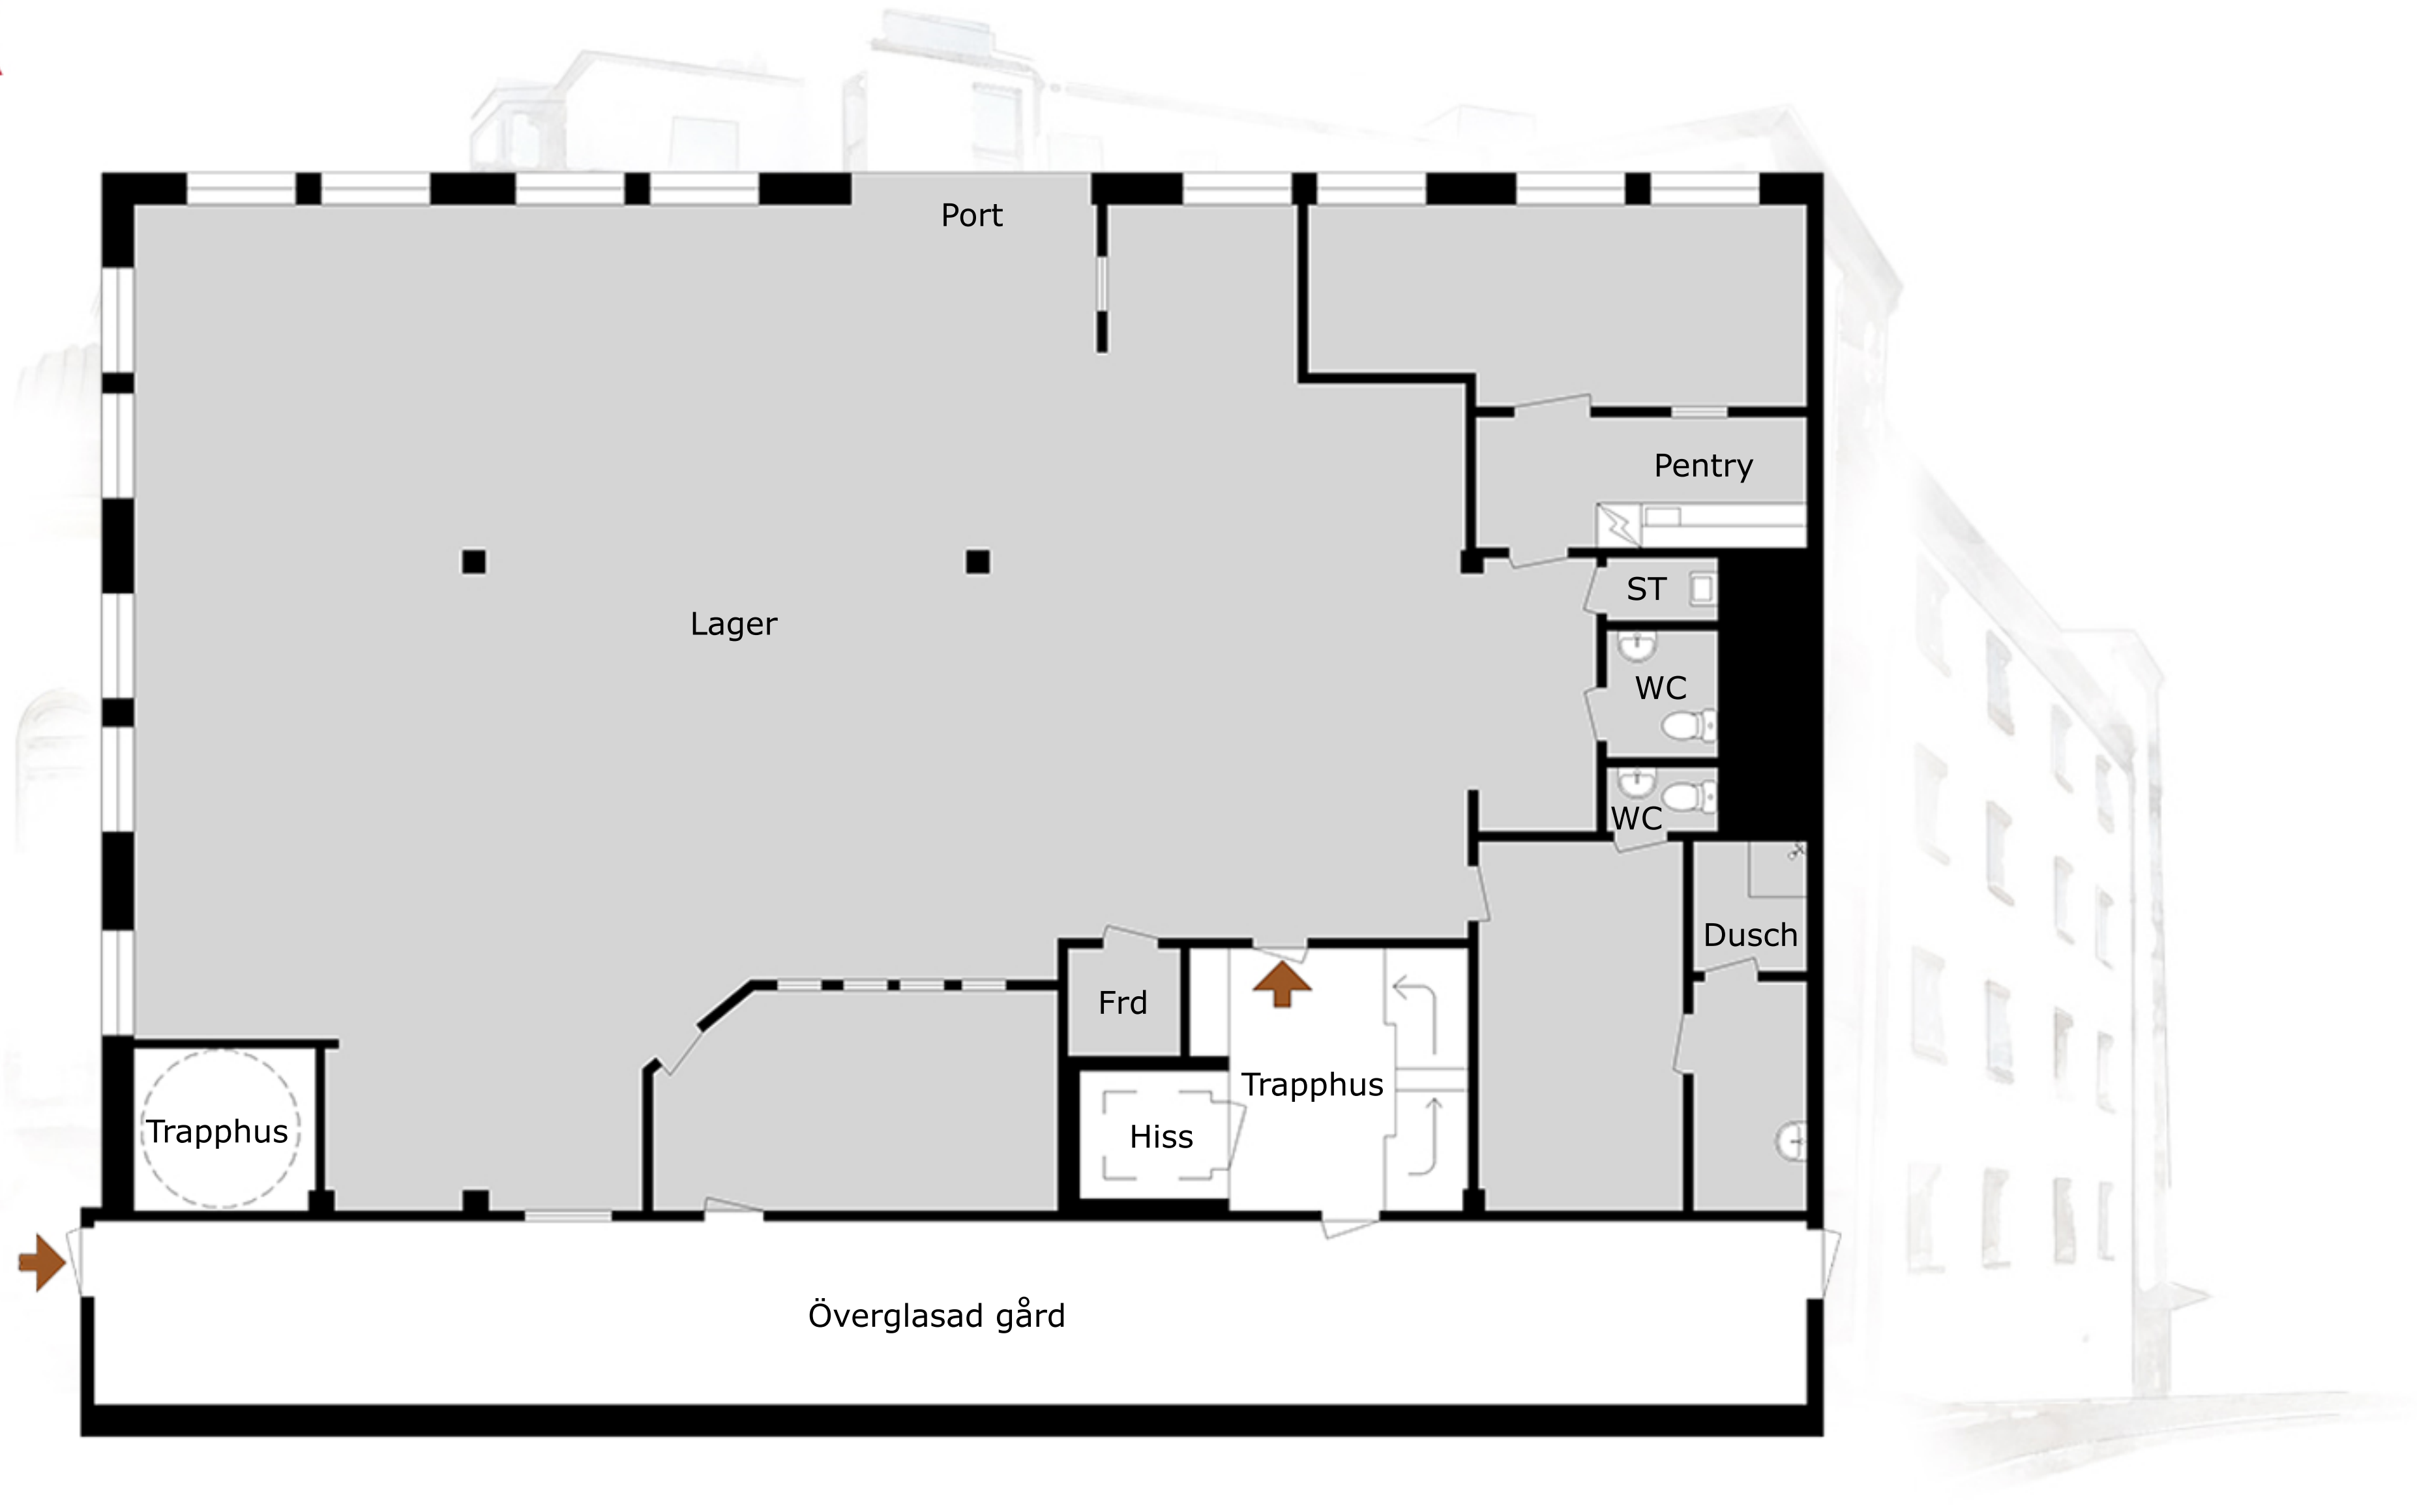 Port
Pentry
ST
Lager
WC
WC
Dusch
Frd
Trapphus
Trapphus
Hiss
Överglasad gård